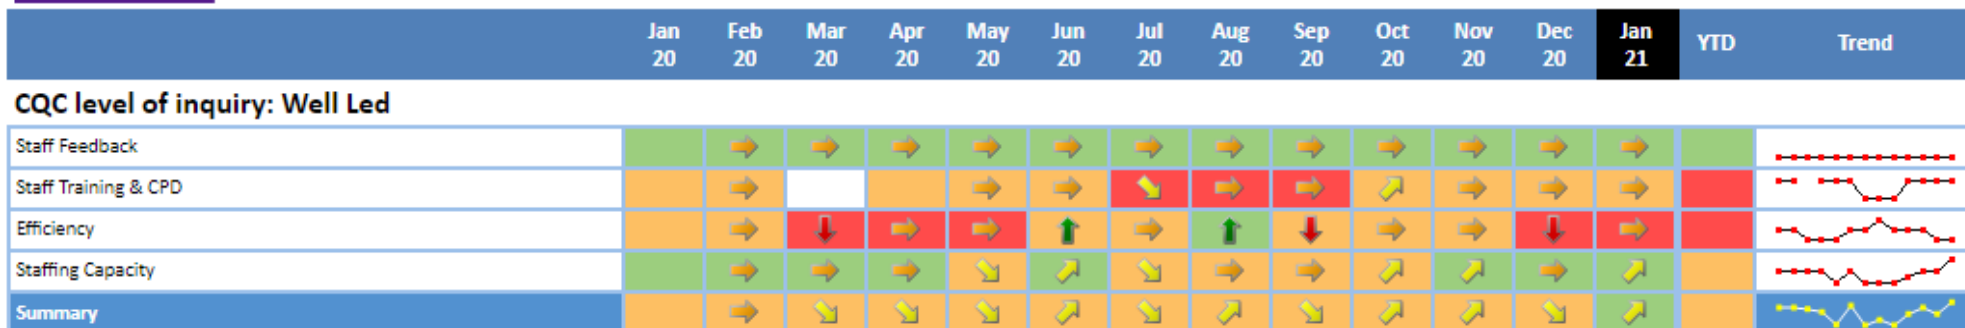 Jan 20 Feb 20 Mar 20 Apr 20 May 20 Jun 20 Jul 20 Aug 20 Sep 20 Oct 20 Nov 20 Dec 20 Jan 21 YTD Trend
CQC level of inquiry: Well Led
Staff Feedback
Staff Training & CPD
Efficiency
Staffing Capacity
Summary